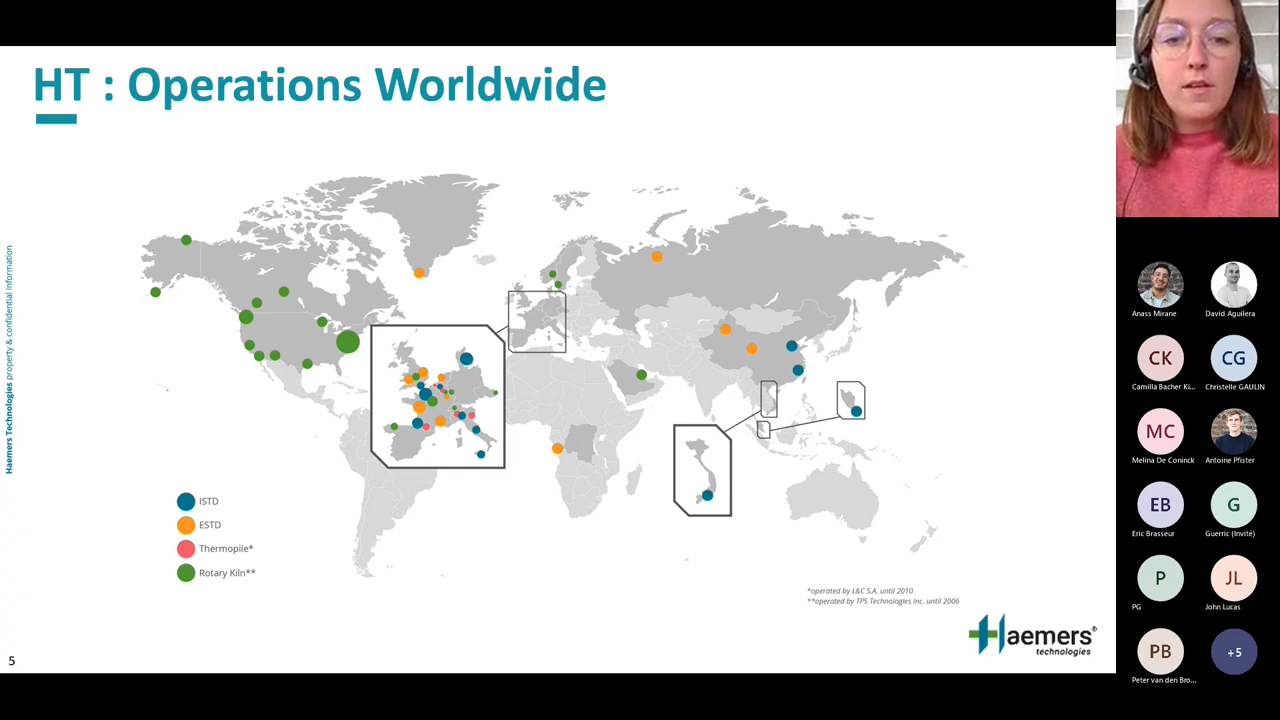 HT : Operations Worldwide
Haemers Technologies property & confidential information
ISTD
ESTD
Thermopile*
Rotary Kiln**
*operated by L&C S.A. until 2010
**operated by TPS Technologies Inc. until 2006
Haemers®
technologies
5
Anass Mirane
David Aguilera
CK
CG
Camilla Bacher Ki...
Christelle GAULIN
MC
Melina De Coninck
Antoine Pfister
EB
G
Eric Brasseur
Guerric (Invité)
P
JL
PG
John Lucas
PB
+5
Peter van den Bro...